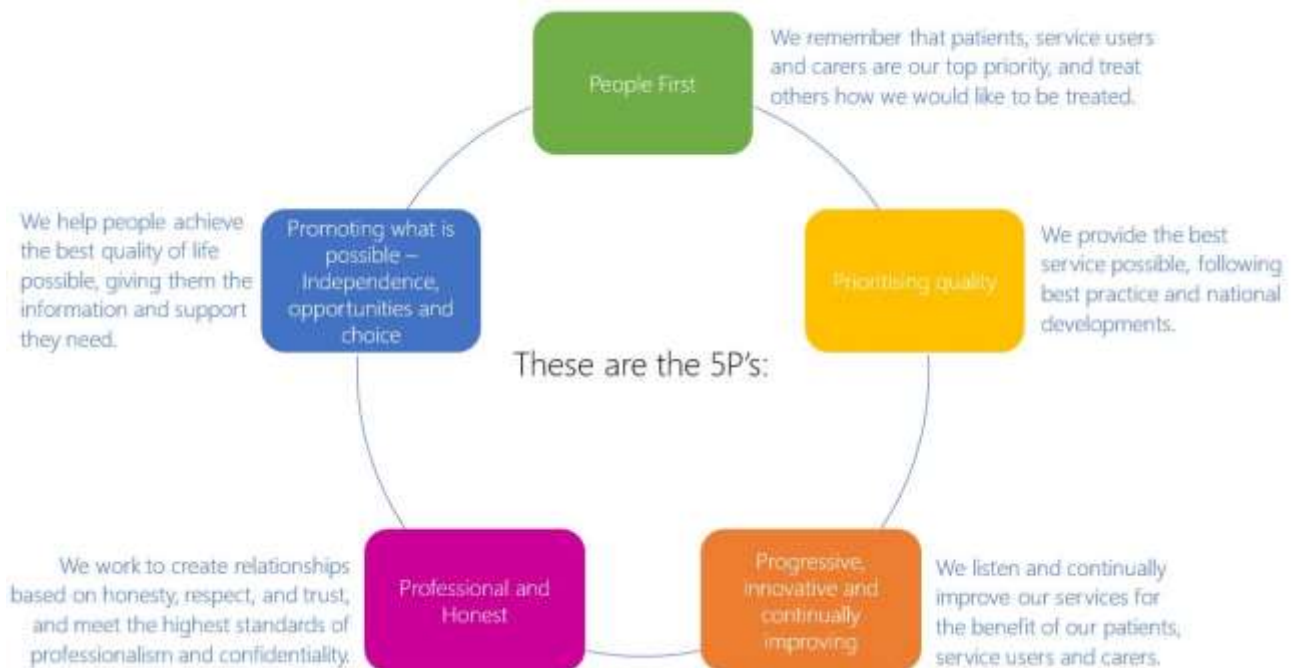 People First
We remember that patients, service users
and carers are our top priority, and treat
others how we would like to be treated.
Prioritising quality
We provide the best
service possible, following
best practice and national
developments.
Progressive,
innovative and
continually
improving
We listen and continually
improve our services for
the benefit of our patients,
service users and carers.
Professional and
Honest
We work to create relationships
based on honesty, respect, and trust,
and meet the highest standards of
professionalism and confidentiality.
Promoting what is
possible –
Independence,
opportunities and
choice
We help people achieve
the best quality of life
possible, giving them the
information and support
they need.
These are the 5P's: